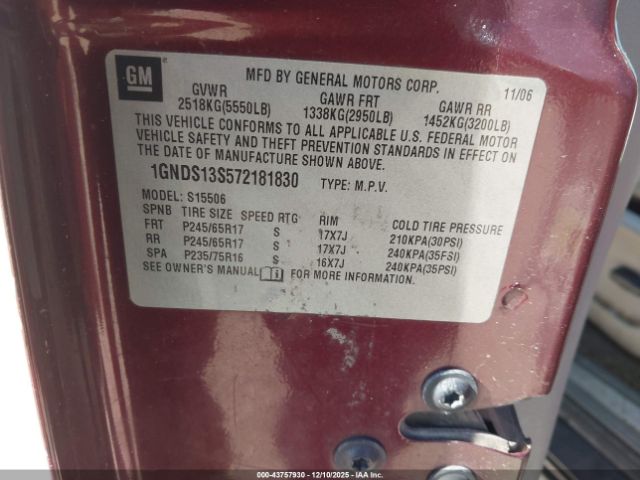 GM
MFD BY GENERAL MOTORS CORP. 11/06
GVWR GAWR FRT GAWR RR
2518KG(5550LB) 1338KG(2950LB) 1452KG(3200LB)
THIS VEHICLE CONFORMS TO ALL APPLICABLE U.S. FEDERAL MOTOR
VEHICLE SAFETY AND THEFT PREVENTION STANDARDS IN EFFECT ON
THE DATE OF MANUFACTURE SHOWN ABOVE.
1GNDS13S572181830 TYPE: M.P.V.
MODEL: S15506
SPNB TIRE SIZE SPEED RTG RIM COLD TIRE PRESSURE
FRT P245/65R17 S 17X7J 210KPA(30PSI)
RR P245/65R17 S 17X7J 240KPA(35PSI)
SPA P235/75R16 S 16X7J 240KPA(35PSI)
SEE OWNER'S MANUAL i FOR MORE INFORMATION.
000-43757930 - 12/10/2025 - IAAI.COM